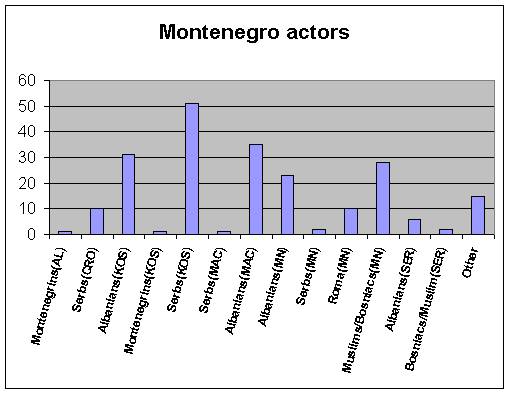 Montenegro actors
60
50
40
30
20
10
0
Montenegrins(AL)
Serbs(CRO)
Albanians(KOS)
Montenegrins(KOS)
Serbs(KOS)
Serbs(MAC)
Albanians(MAC)
Albanians(MN)
Serbs(MN)
Roma(MN)
Muslims/Bosniacs(MN)
Albanians(SER)
Bosniacs/Muslim(SER)
Other